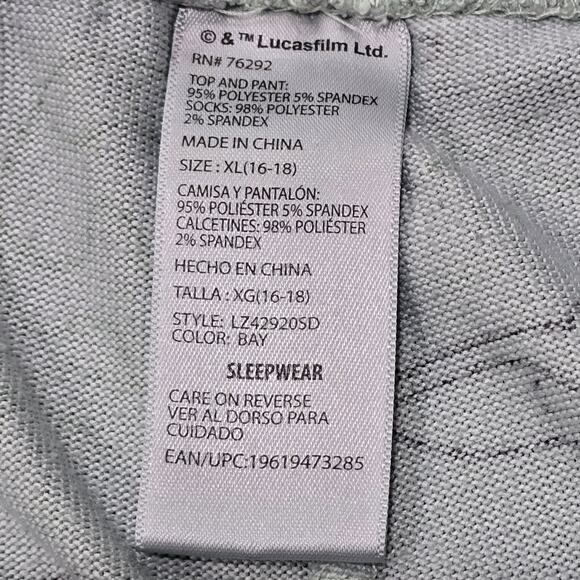 © & ™ Lucasfilm Ltd.
RN# 76292
TOP AND PANT:
95% POLYESTER 5% SPANDEX
SOCKS: 98% POLYESTER
2% SPANDEX
MADE IN CHINA
SIZE : XL(16-18)
CAMISA Y PANTALÓN:
95% POLIÉSTER 5% SPANDEX
CALCETINES: 98% POLIÉSTER
2% SPANDEX
HECHO EN CHINA
TALLA : XG(16-18)
STYLE: LZ42920SD
COLOR: BAY
SLEEPWEAR
CARE ON REVERSE
VER AL DORSO PARA
CUIDADO
EAN/UPC:19619473285